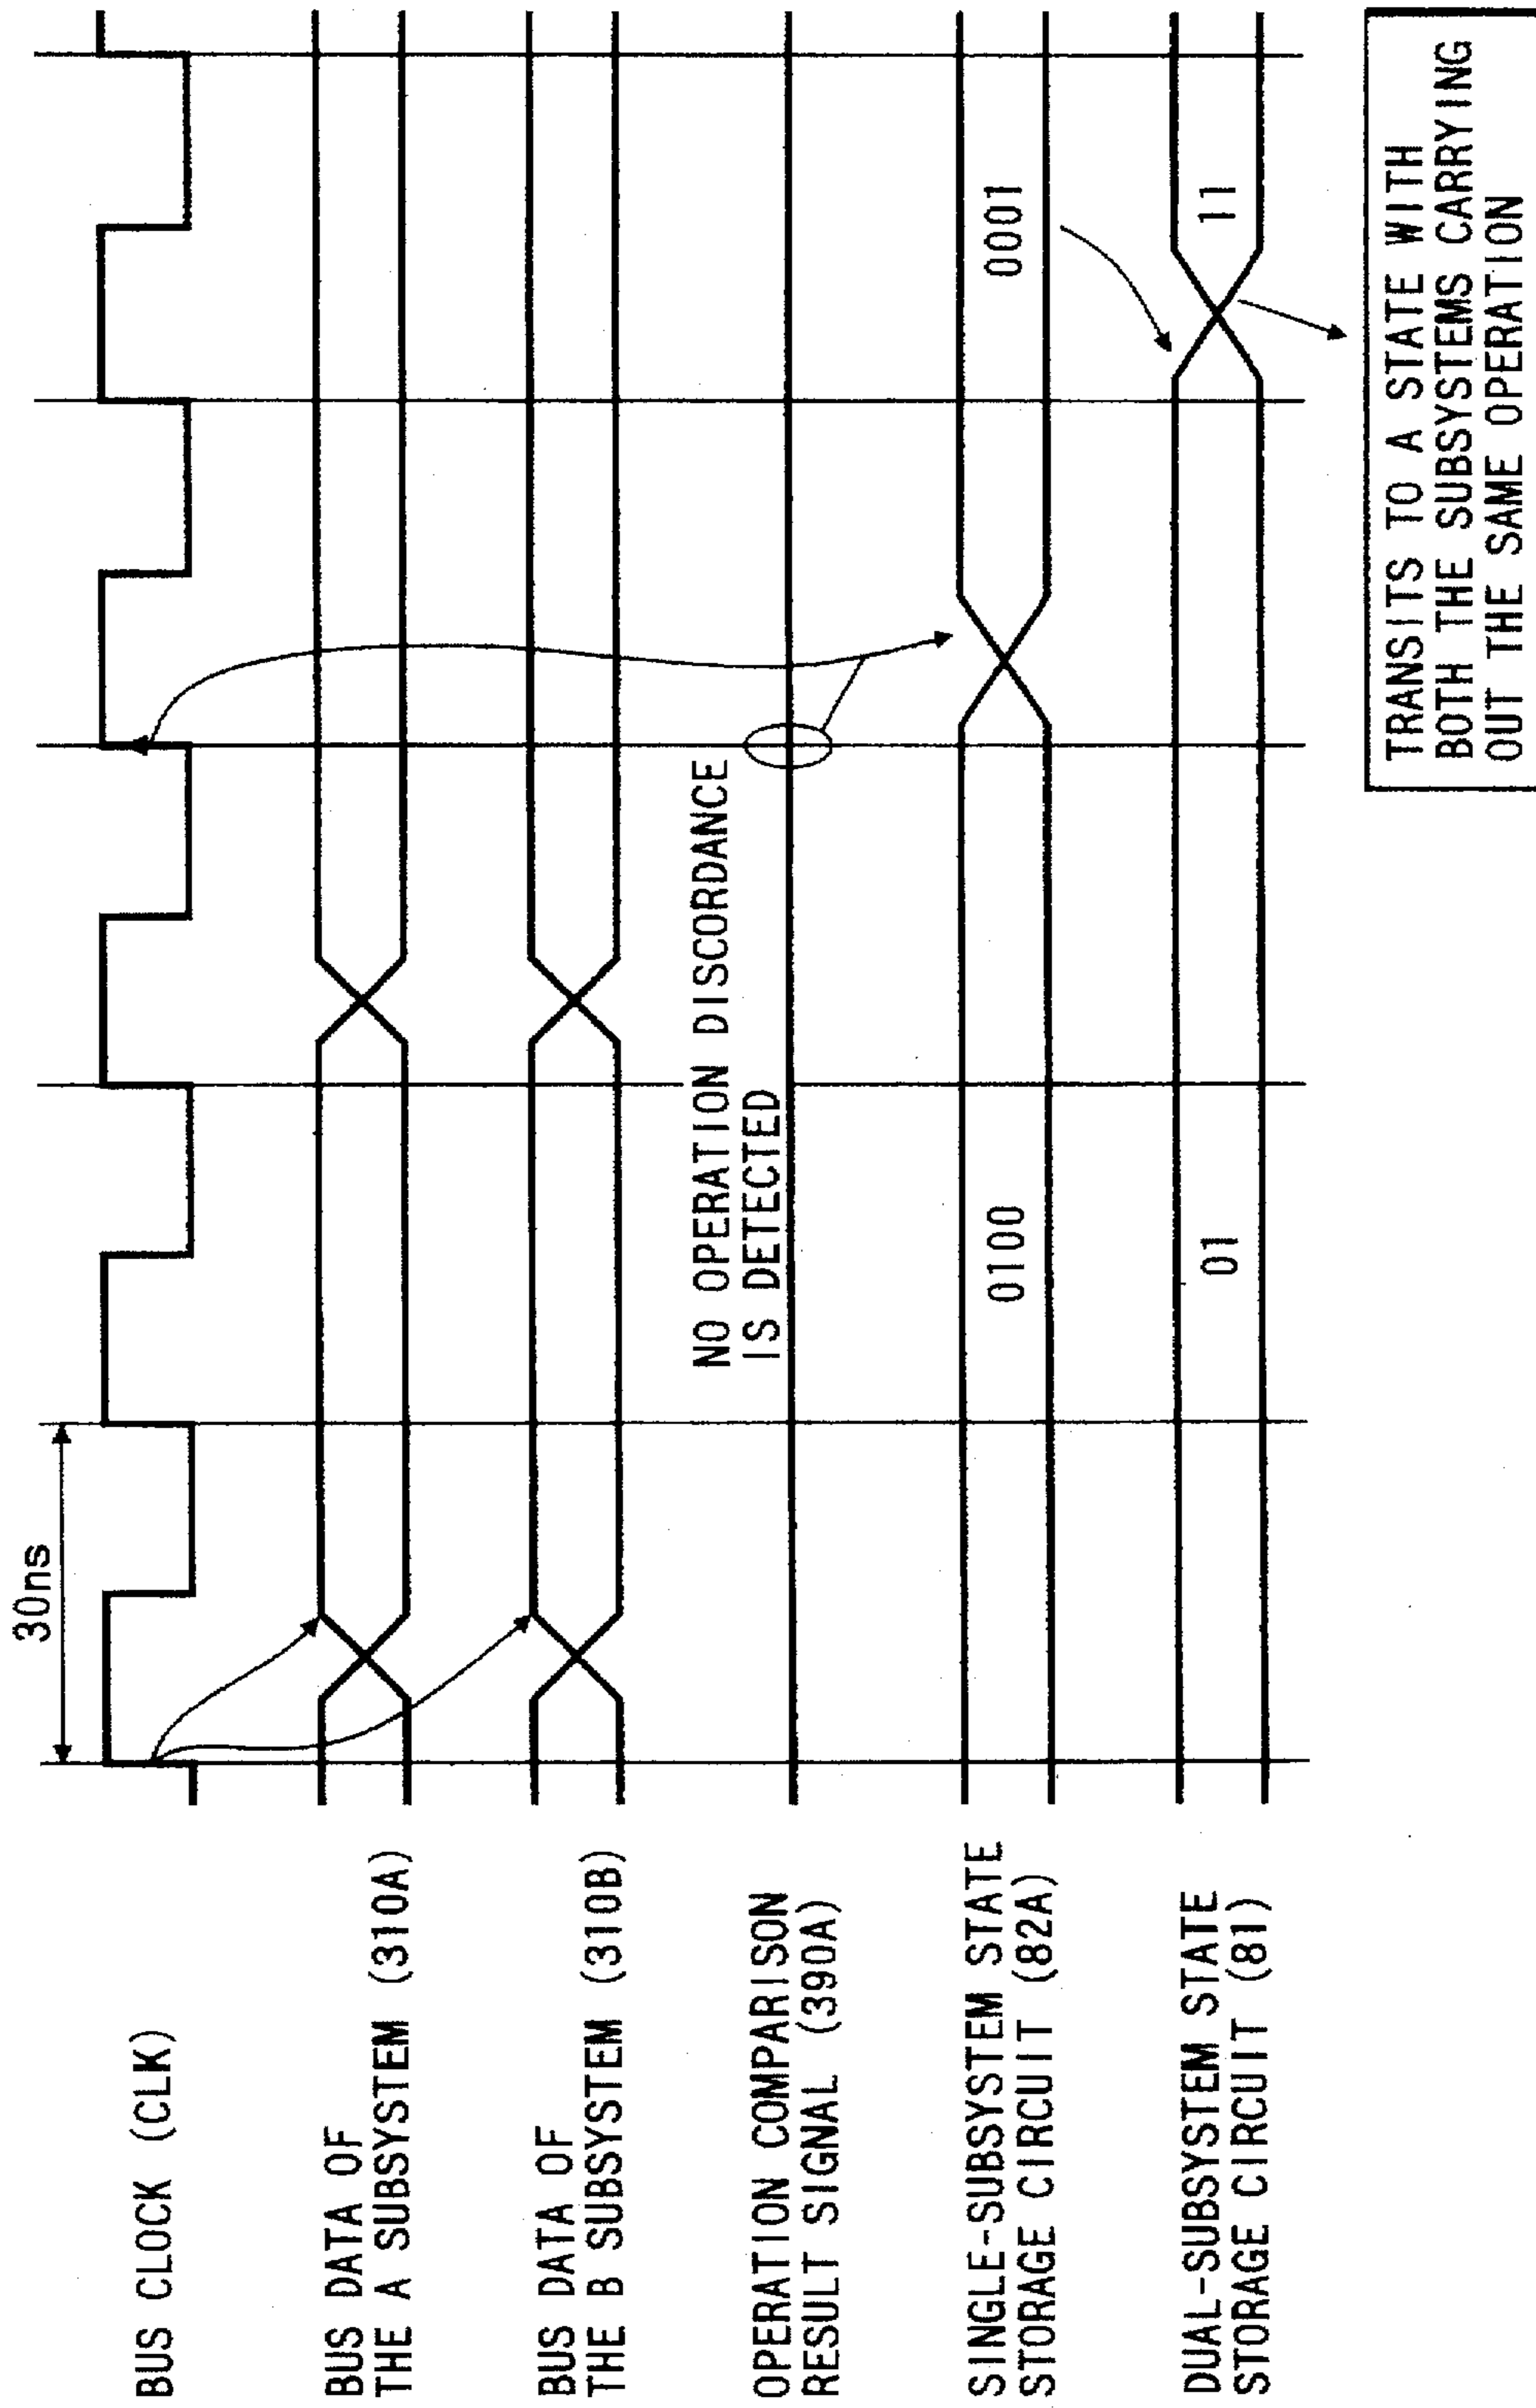 30ns
BUS CLOCK (CLK)
BUS DATA OF
THE A SUBSYSTEM (310A)
BUS DATA OF
THE B SUBSYSTEM (310B)
NO OPERATION DISCORDANCE
IS DETECTED
OPERATION COMPARISON
RESULT SIGNAL (390A)
SINGLE-SUBSYSTEM STATE
STORAGE CIRCUIT (82A)
0100
0001
DUAL-SUBSYSTEM STATE
STORAGE CIRCUIT (81)
01
11
TRANSITS TO A STATE WITH
BOTH THE SUBSYSTEMS CARRYING
OUT THE SAME OPERATION